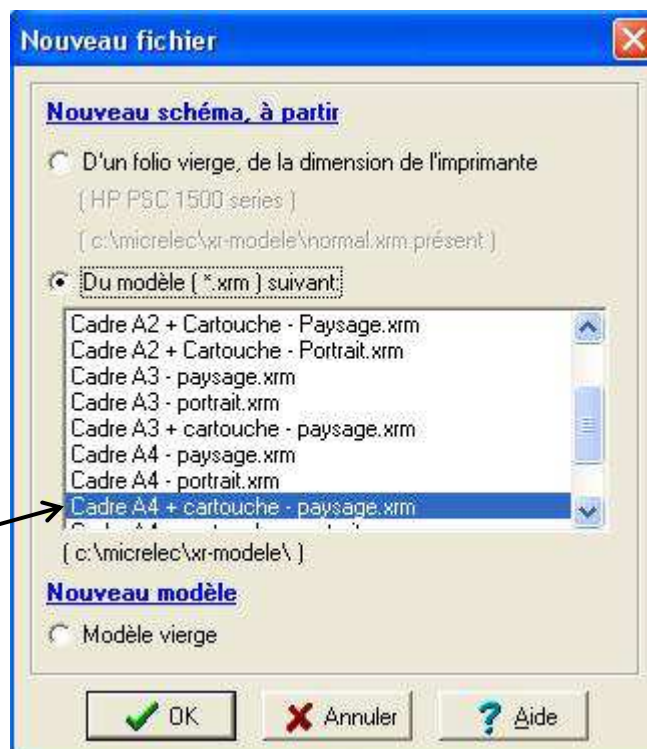 Nouveau fichier
Nouveau schéma, à partir
D'un folio vierge, de la dimension de l'imprimante
( HP PSC 1500 series )
( c:\micrelec\xr-modele\normal.xrm présent )
Du modèle ( *.xrm ) suivant:
Cadre A2 + Cartouche - Paysage.xrm
Cadre A2 + Cartouche - Portrait.xrm
Cadre A3 - paysage.xrm
Cadre A3 - portrait.xrm
Cadre A3 + cartouche - paysage.xrm
Cadre A4 - paysage.xrm
Cadre A4 - portrait.xrm
Cadre A4 + cartouche - paysage.xrm
( c:\micrelec\xr-modele\ )
Nouveau modèle
Modèle vierge
OK
Annuler
Aide